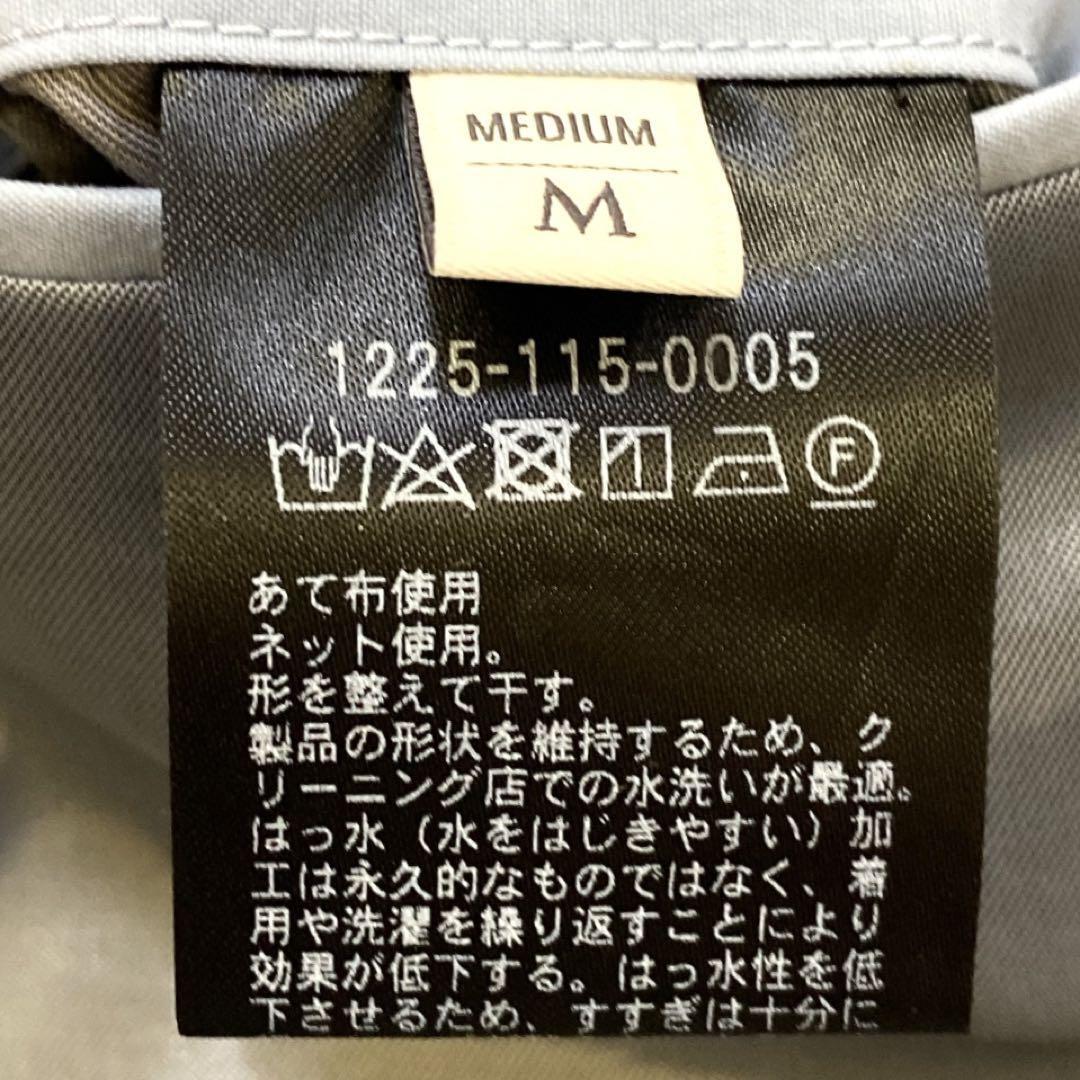 MEDIUM
M
1225-115-0005
F
あて布使用
ネット使用。
形を整えて干す。
製品の形状を維持するため、ク
リーニング店での水洗いが最適。
はっ水（水をはじきやすい）加
工は永久的なものではなく、着
用や洗濯を繰り返すことにより
効果が低下する。はっ水性を低
下させるため、すすぎは十分に